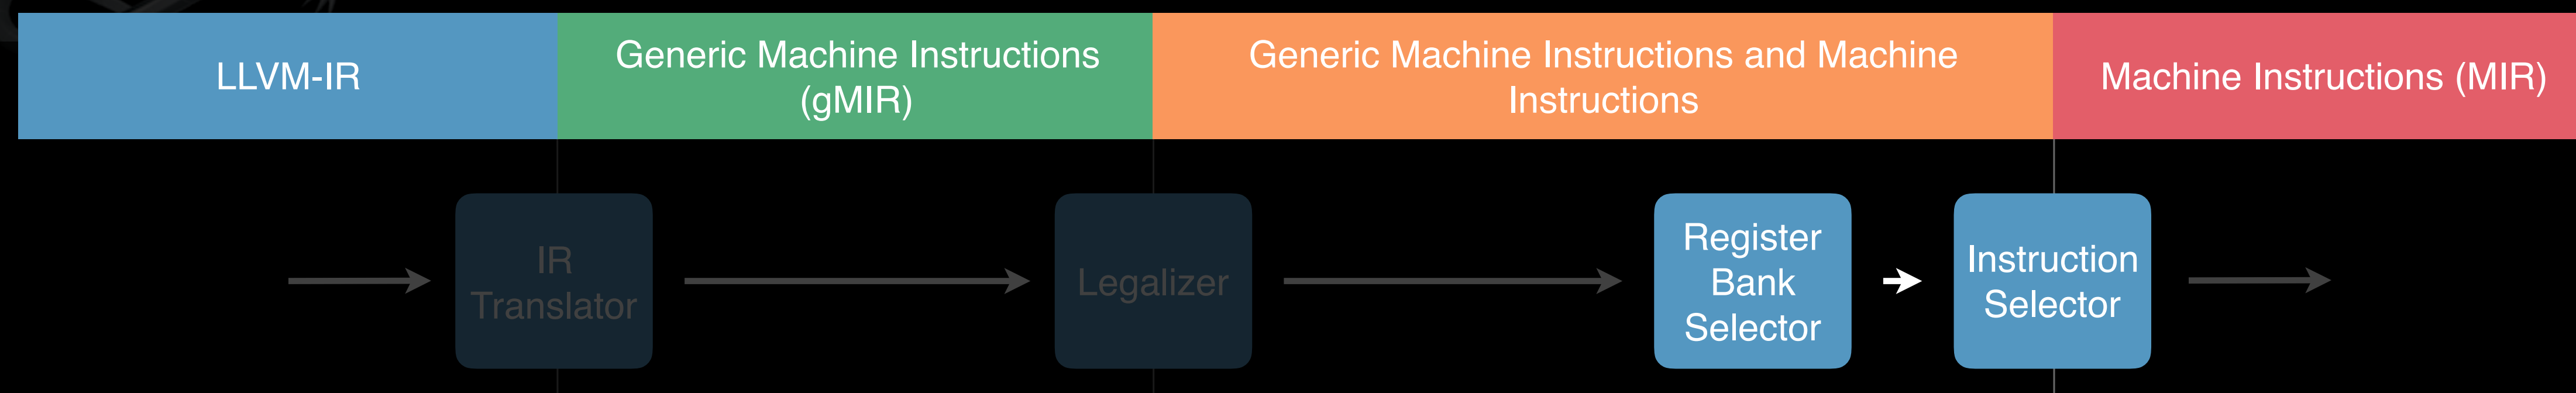 LLVM-IR
Generic Machine Instructions
(gMIR)
Generic Machine Instructions and Machine
Instructions
Machine Instructions (MIR)
IR
Translator
Legalizer
Register
Bank
Selector
Instruction
Selector